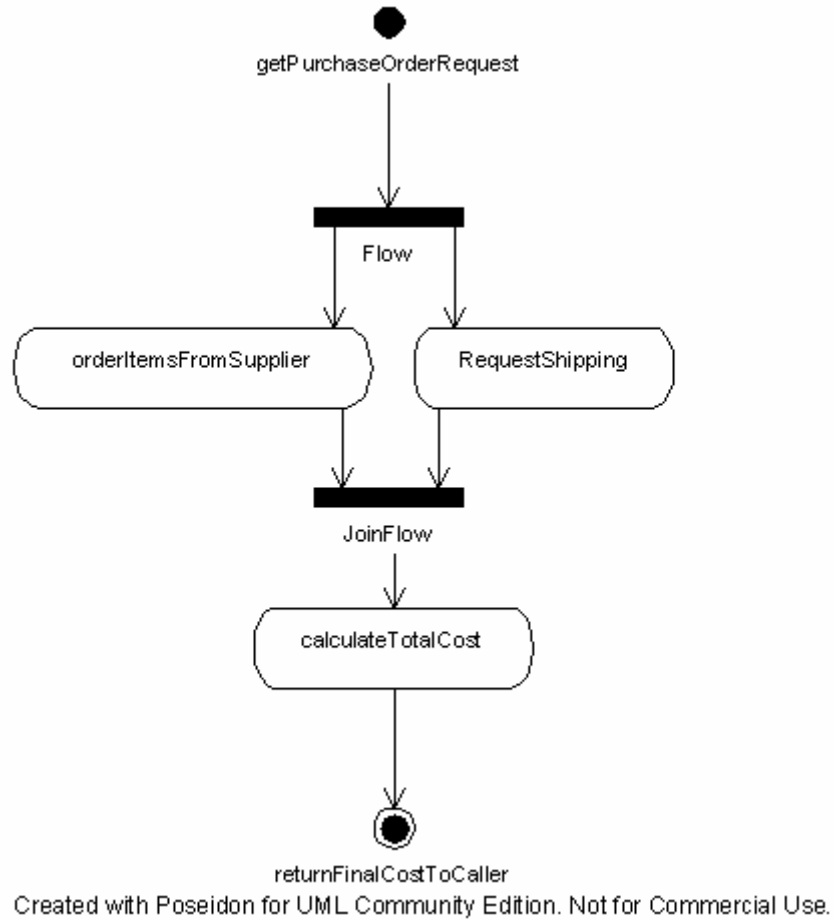 getPurchaseOrderRequest
Flow
orderItemsFromSupplier
RequestShipping
JoinFlow
calculateTotalCost
returnFinalCostToCaller
Created with Poseidon for UML Community Edition. Not for Commercial Use.